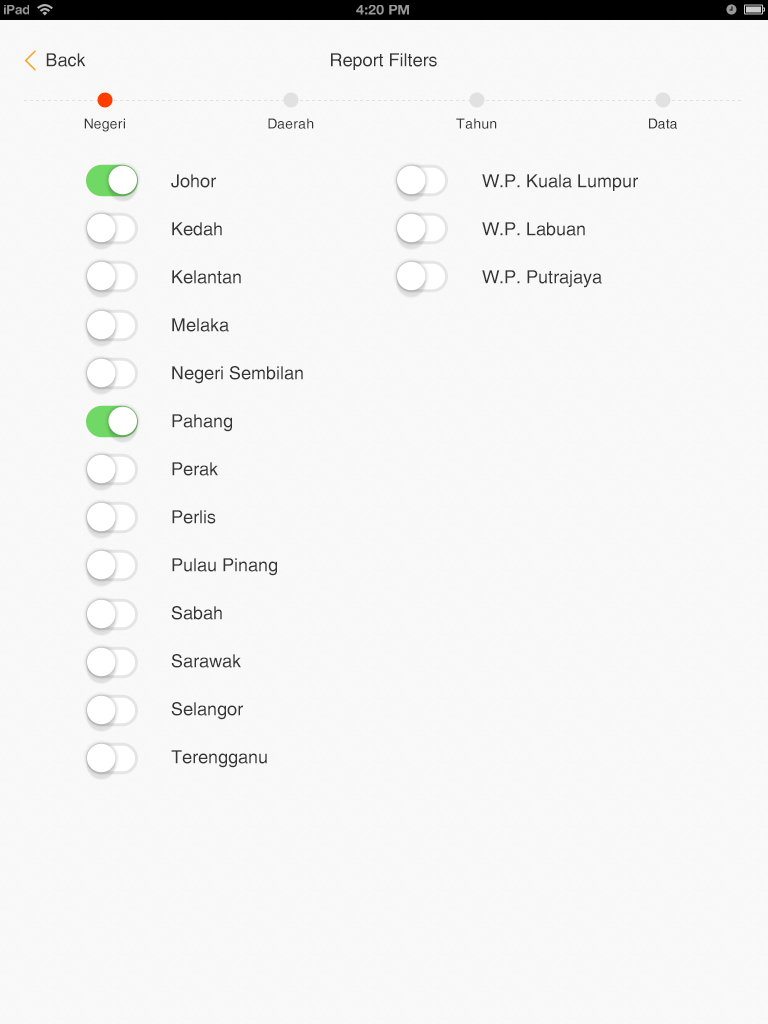 iPad 4:20 PM
Back Report Filters
Negeri Daerah Tahun Data
Johor
Kedah
Kelantan
Melaka
Negeri Sembilan
Pahang
Perak
Perlis
Pulau Pinang
Sabah
Sarawak
Selangor
Terengganu
W.P. Kuala Lumpur
W.P. Labuan
W.P. Putrajaya